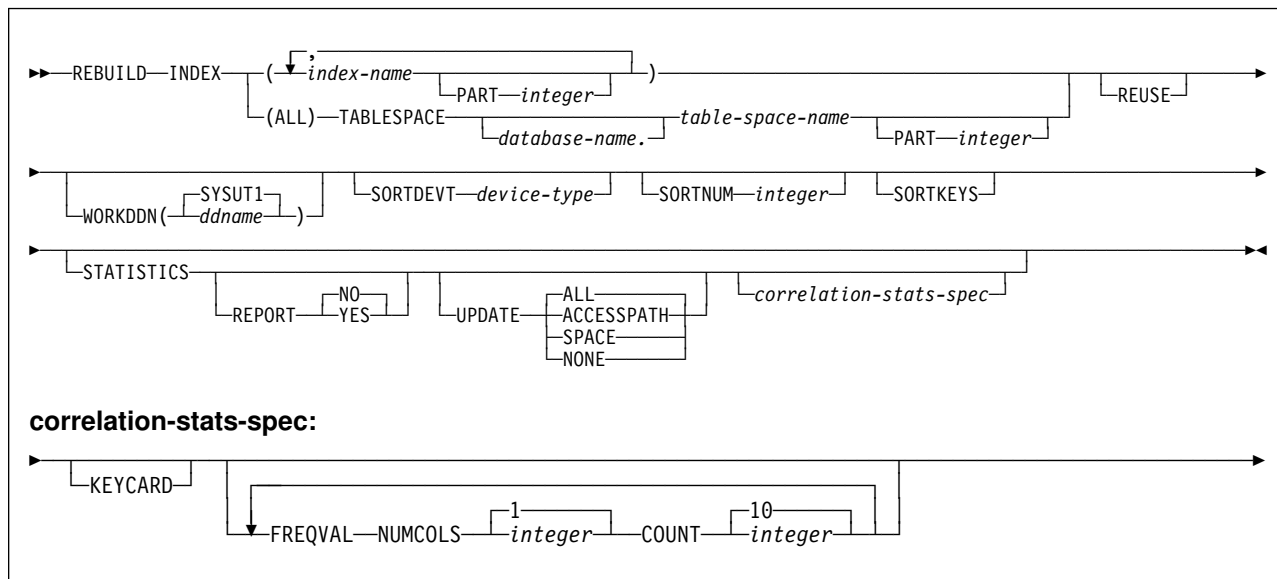 ,
REBUILD INDEX ( index-name )
PART integer REUSE
(ALL) TABLESPACE table-space-name
database-name. PART integer
SYSUT1 SORTDEVT device-type SORTNUM integer SORTKEYS
WORKDDN( ddname )
STATISTICS
NO ALL correlation-stats-spec
REPORT YES UPDATE ACCESSPATH
SPACE
NONE
correlation-stats-spec:
KEYCARD
1 10
FREQVAL NUMCOLS integer COUNT integer